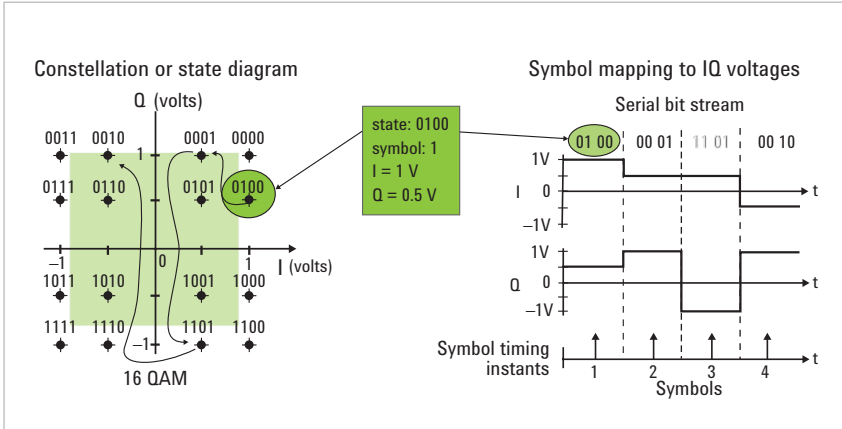 Constellation or state diagram
Q (volts)
0011 0010 0001 0000
1
0111 0110 0101 0100
–1 0 1 I (volts)
1011 1010 1001 1000
1111 1110 1101 1100
–1
16 QAM
state: 0100
symbol: 1
I = 1 V
Q = 0.5 V
Symbol mapping to IQ voltages
Serial bit stream
01 00 00 01 11 01 00 10
1V
I 0 t
–1V
1V
Q 0 t
–1V
Symbol timing
instants
t
1 2 3 4
Symbols